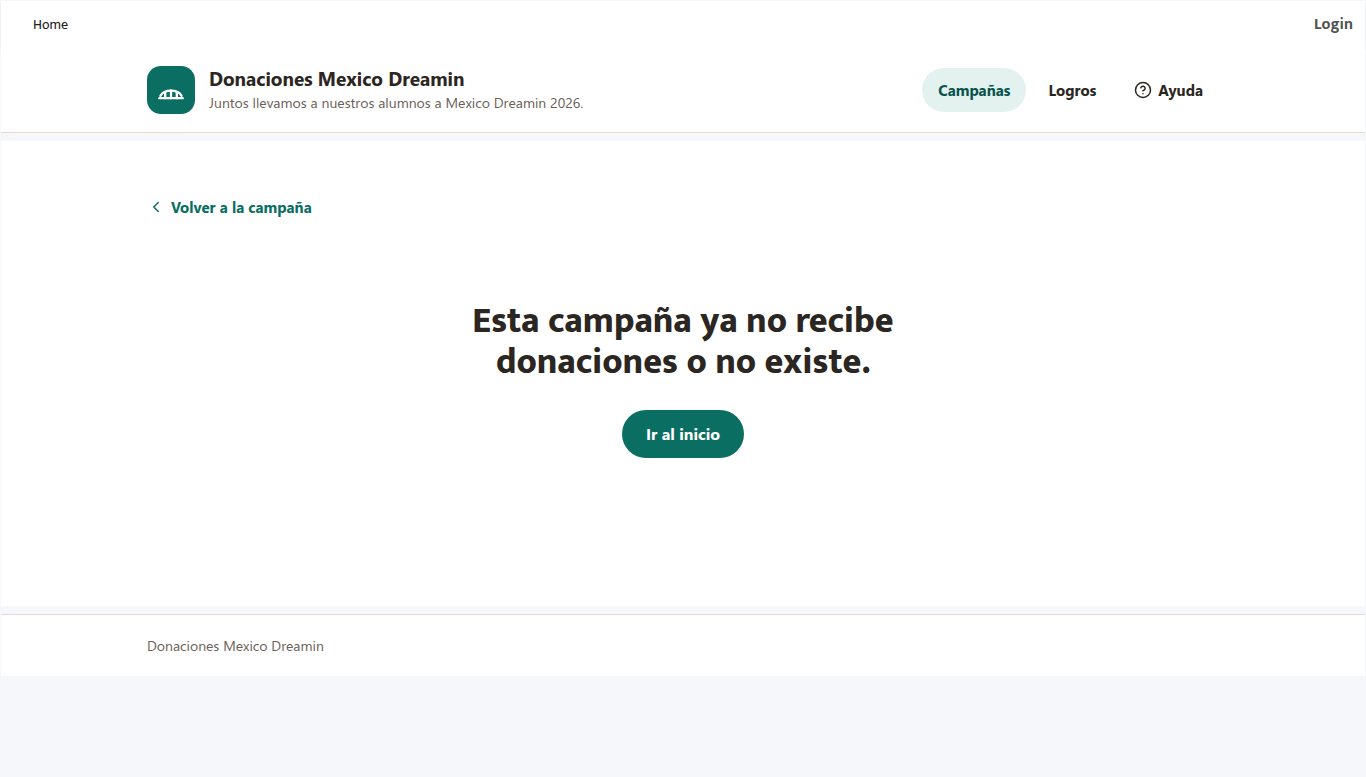 Home
Login
Donaciones Mexico Dreamin
Juntos llevamos a nuestros alumnos a Mexico Dreamin 2026.
Campañas
Logros
Ayuda
Volver a la campaña
Esta campaña ya no recibe
donaciones o no existe.
Ir al inicio
Donaciones Mexico Dreamin